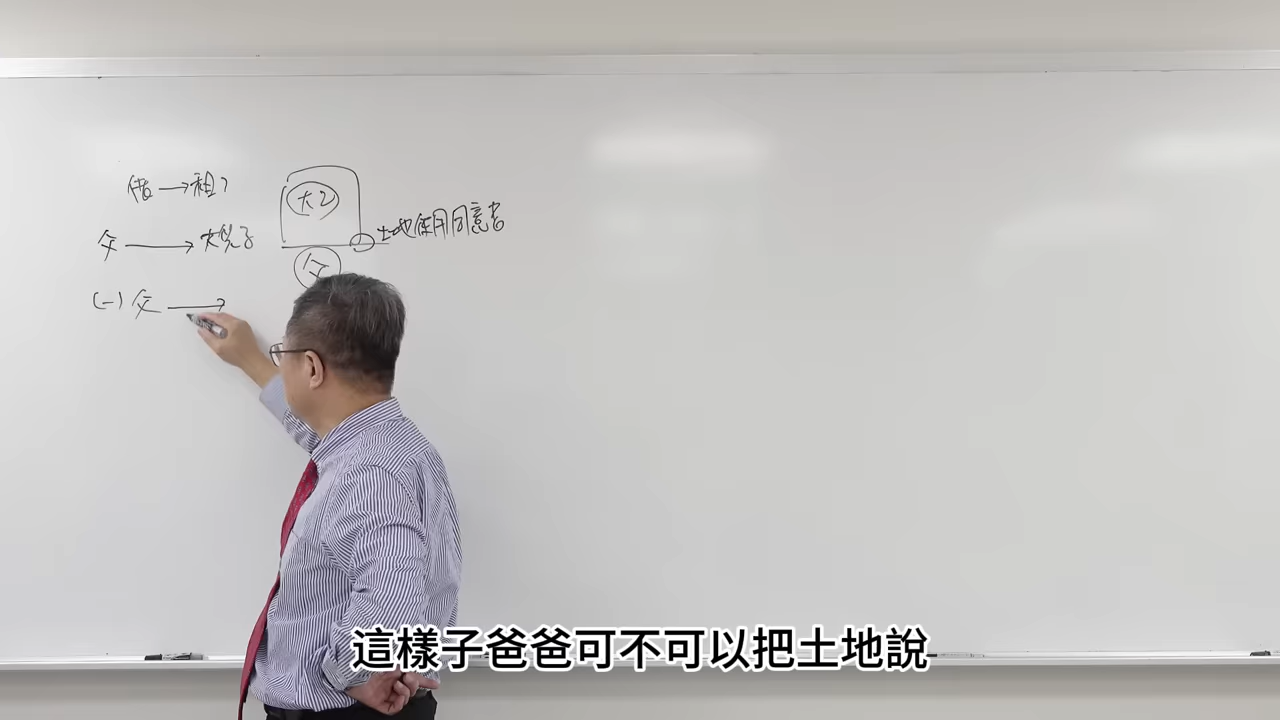 借→租?
父→大兒子
大2
土地使用同意書
父
(一)父→
這樣子爸爸可不可以把土地說